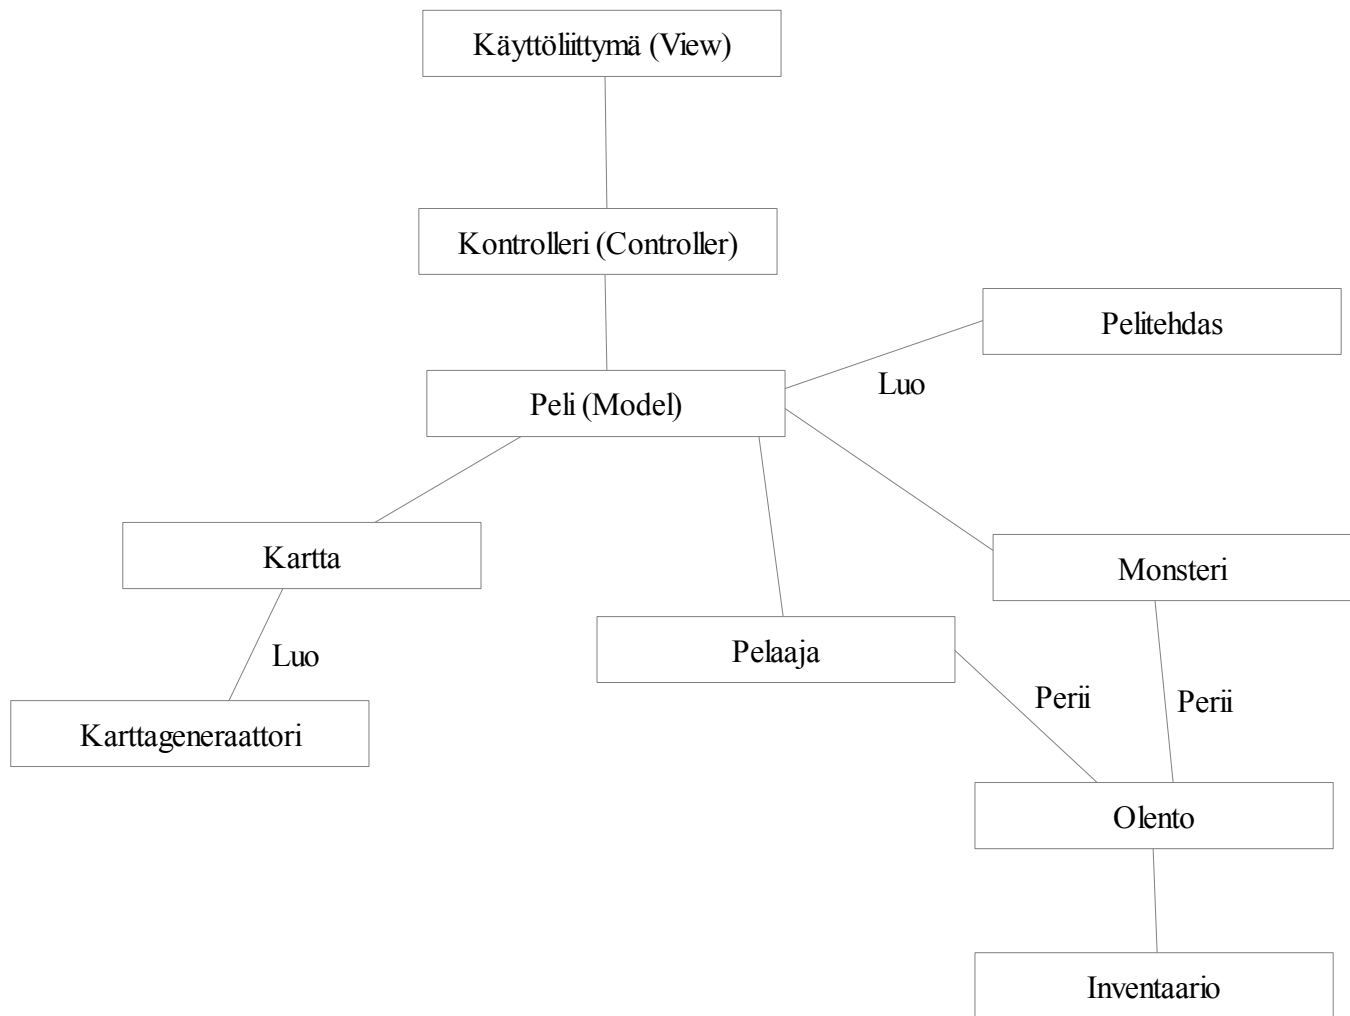 Käyttöliittymä (View)
Kontrolleri (Controller)
Pelitehdas
Luo
Peli (Model)
Kartta
Monsteri
Pelaaja
Luo
Perii
Perii
Karttageneraattori
Olento
Inventaario